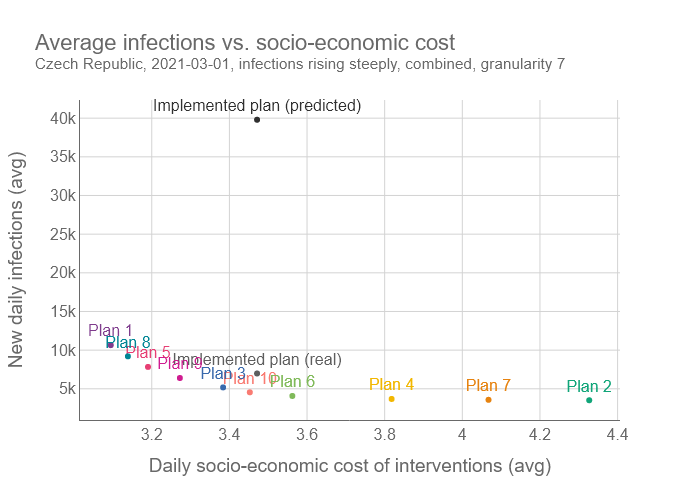 Average infections vs. socio-economic cost
Czech Republic, 2021-03-01, infections rising steeply, combined, granularity 7
Implemented plan (predicted)
40k
35k
30k
25k
20k
15k
10k
5k
New daily infections (avg)
Plan 1
Plan 8
Plan 5
Plan 9
Implemented plan (real)
Plan 3
Plan 10
Plan 6
Plan 4
Plan 7
Plan 2
3.2
3.4
3.6
3.8
4
4.2
4.4
Daily socio-economic cost of interventions (avg)